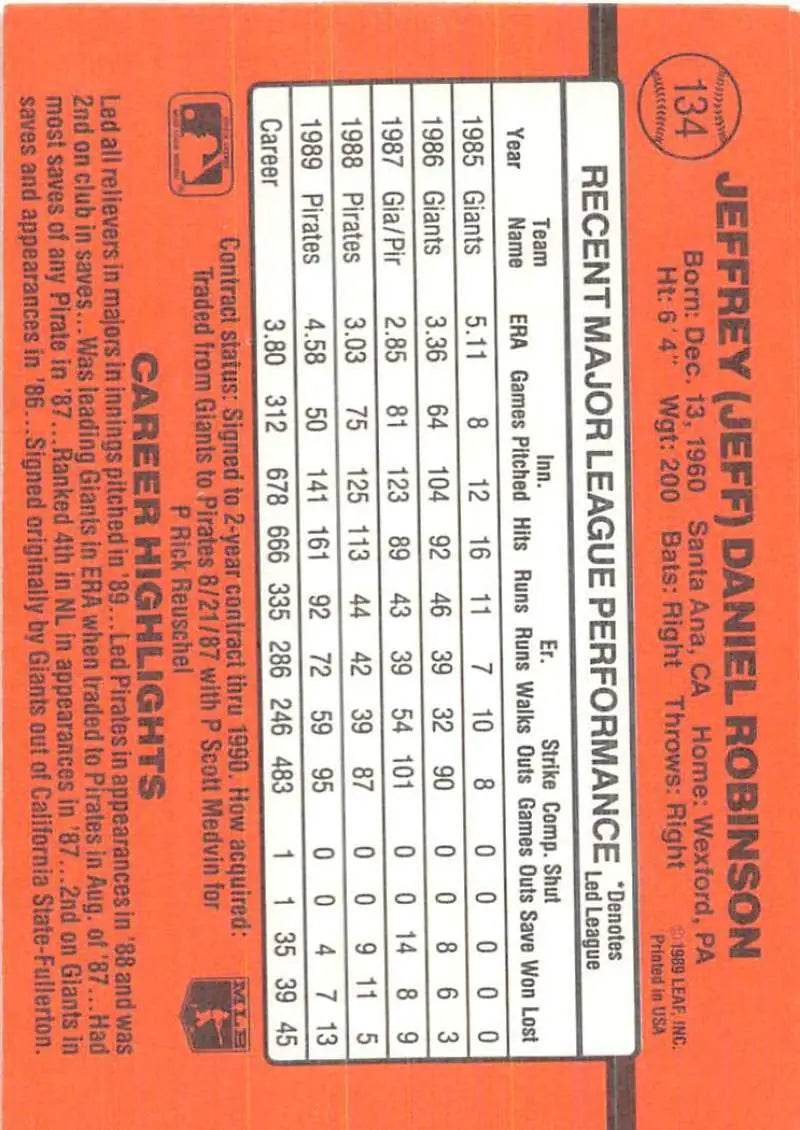 134
JEFFREY (JEFF) DANIEL ROBINSON
Born: Dec. 13, 1960 Santa Ana, CA Home: Wexford, PA
Ht: 6'4" Wgt: 200 Bats: Right Throws: Right
©1989 LEAF, INC.
Printed in USA
RECENT MAJOR LEAGUE PERFORMANCE
*Denotes
Led League
Team Inn. Er. Strike Comp. Shut
Year Name ERA Games Pitched Hits Runs Runs Walks Outs Games Outs Save Won Lost
1985 Giants 5.11 8 12 16 11 7 10 8 0 0 0 0 0
1986 Giants 3.36 64 104 92 46 39 32 90 0 0 8 6 3
1987 Gia/Pir. 2.85 81 123 89 43 39 54 101 0 0 14 8 9
1988 Pirates 3.03 75 125 113 44 42 39 87 0 0 9 11 5
1989 Pirates 4.58 50 141 161 92 72 59 95 0 0 4 7 13
Career 3.80 312 678 666 335 286 246 483 1 1 35 39 45
Contract status: Signed to 2-year contract thru 1990. How acquired:
Traded from Giants to Pirates 8/21/87 with P Scott Medvin for
P Rick Reuschel
MLB
CAREER HIGHLIGHTS
Led all relievers in majors in innings pitched in '89...Led Pirates in appearances in '88 and was
2nd on club in saves...Was leading Giants in ERA when traded to Pirates in Aug. of '87...Had
most saves of any Pirate in '87...Ranked 4th in NL in appearances in '87...2nd on Giants in
saves and appearances in '86...Signed originally by Giants out of California State-Fullerton.